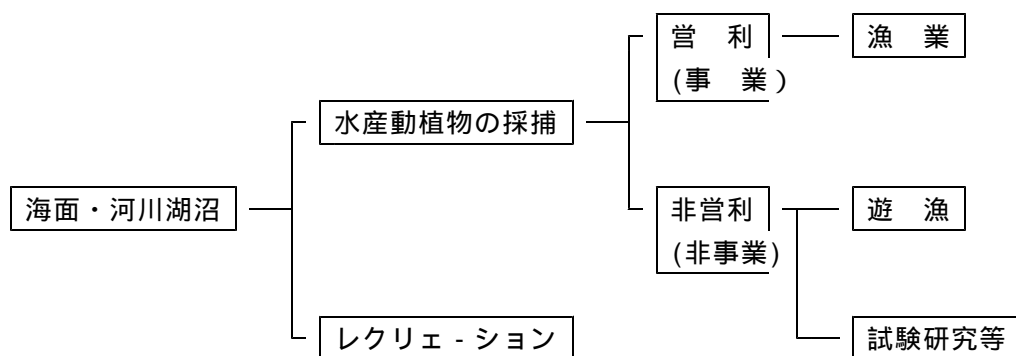 営　利
漁　業
(事　業)
水産動植物の採捕
海面・河川湖沼
非営利
遊　漁
(非事業)
レクリェ-ション
試験研究等